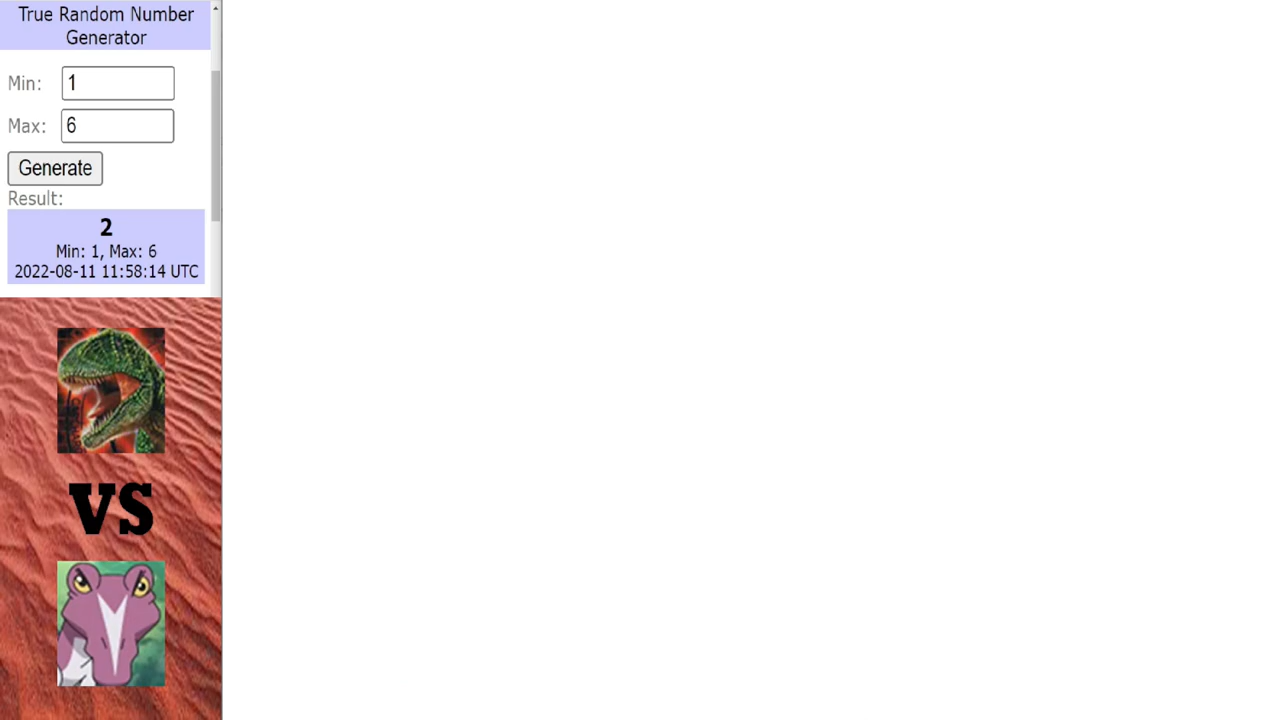 True Random Number
Generator
Min: 1
Max: 6
Generate
Result:
2
Min: 1, Max: 6
2022-08-11 11:58:14 UTC
VS